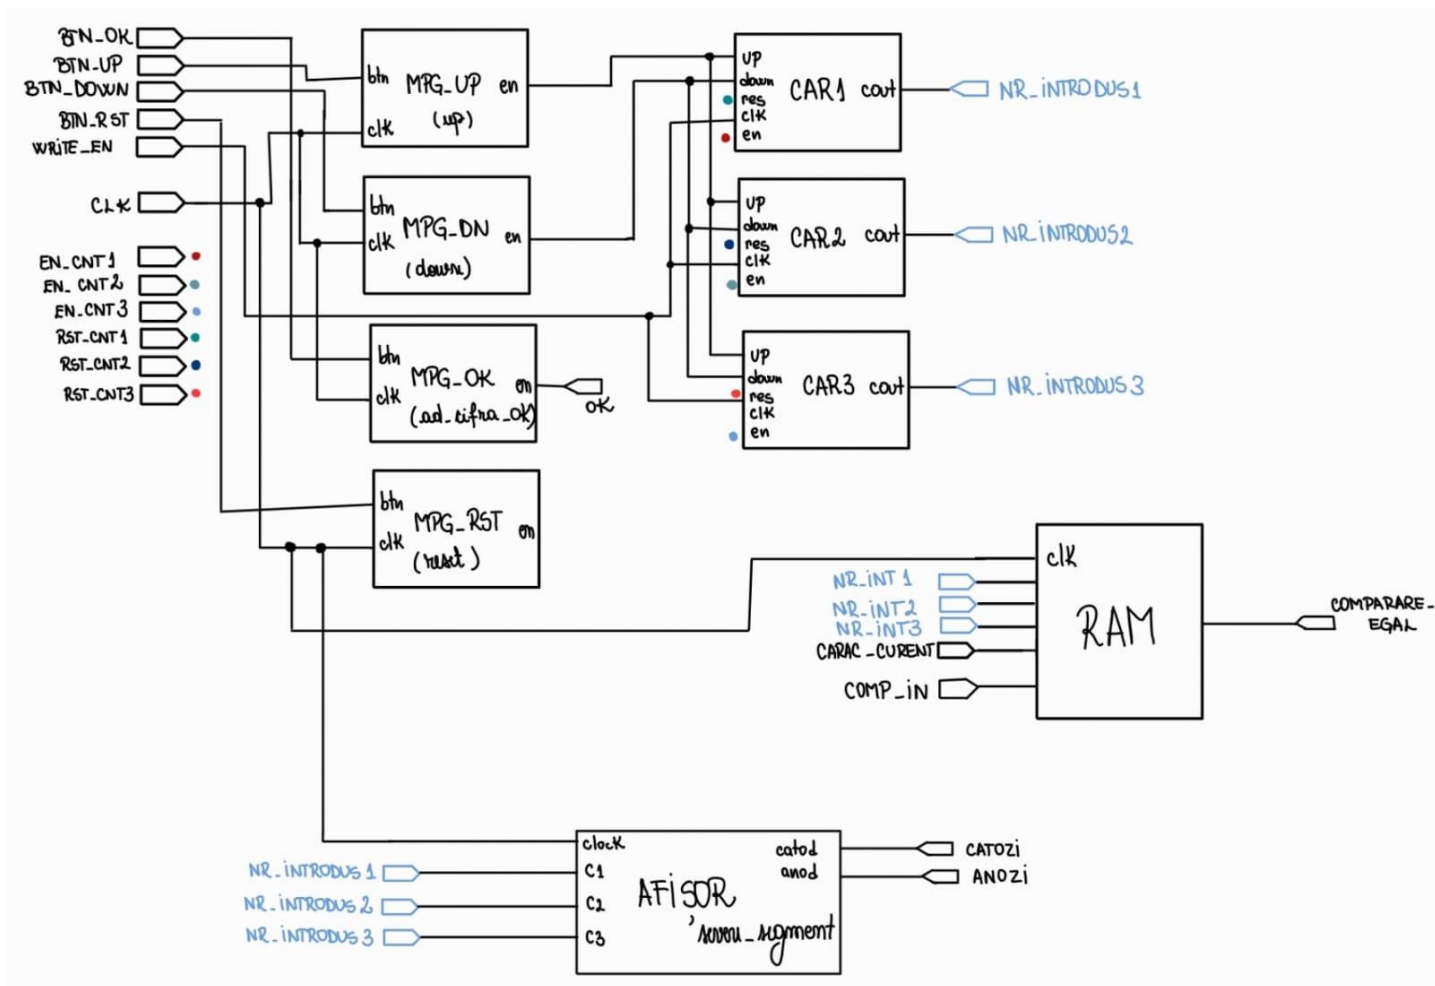 BTN_OK
BTN_UP
BTN_DOWN
BTN_RST
WRiTE_EN
CLK
EN_CNT1
EN_CNT2
EN_CNT3
RST_CNT1
RST_CNT2
RST_CNT3
btn
MPG_UP
en
(up)
clk
btn
MPG_DN
en
clk
(down)
btn
MPG_OK
en
clk
(ad_cifra_OK)
OK
btn
MPG_RST
en
clk
(reset)
UP
down
CAR1
cout
res
clk
en
NR_iNTRODUS1
UP
down
CAR2
cout
res
clk
en
NR_iNTRODUS2
UP
down
CAR3
cout
res
clk
en
NR_iNTRODUS3
clk
NR_iNT1
NR_iNT2
NR_iNT3
CARAC_CURENT
COMP_iN
RAM
COMPARARE_
EGAL
NR_iNTRODUS1
NR_iNTRODUS2
NR_iNTRODUS3
clock
C1
C2
C3
AFiȘOR
seven_segment
catod
anod
CATOZi
ANOZi